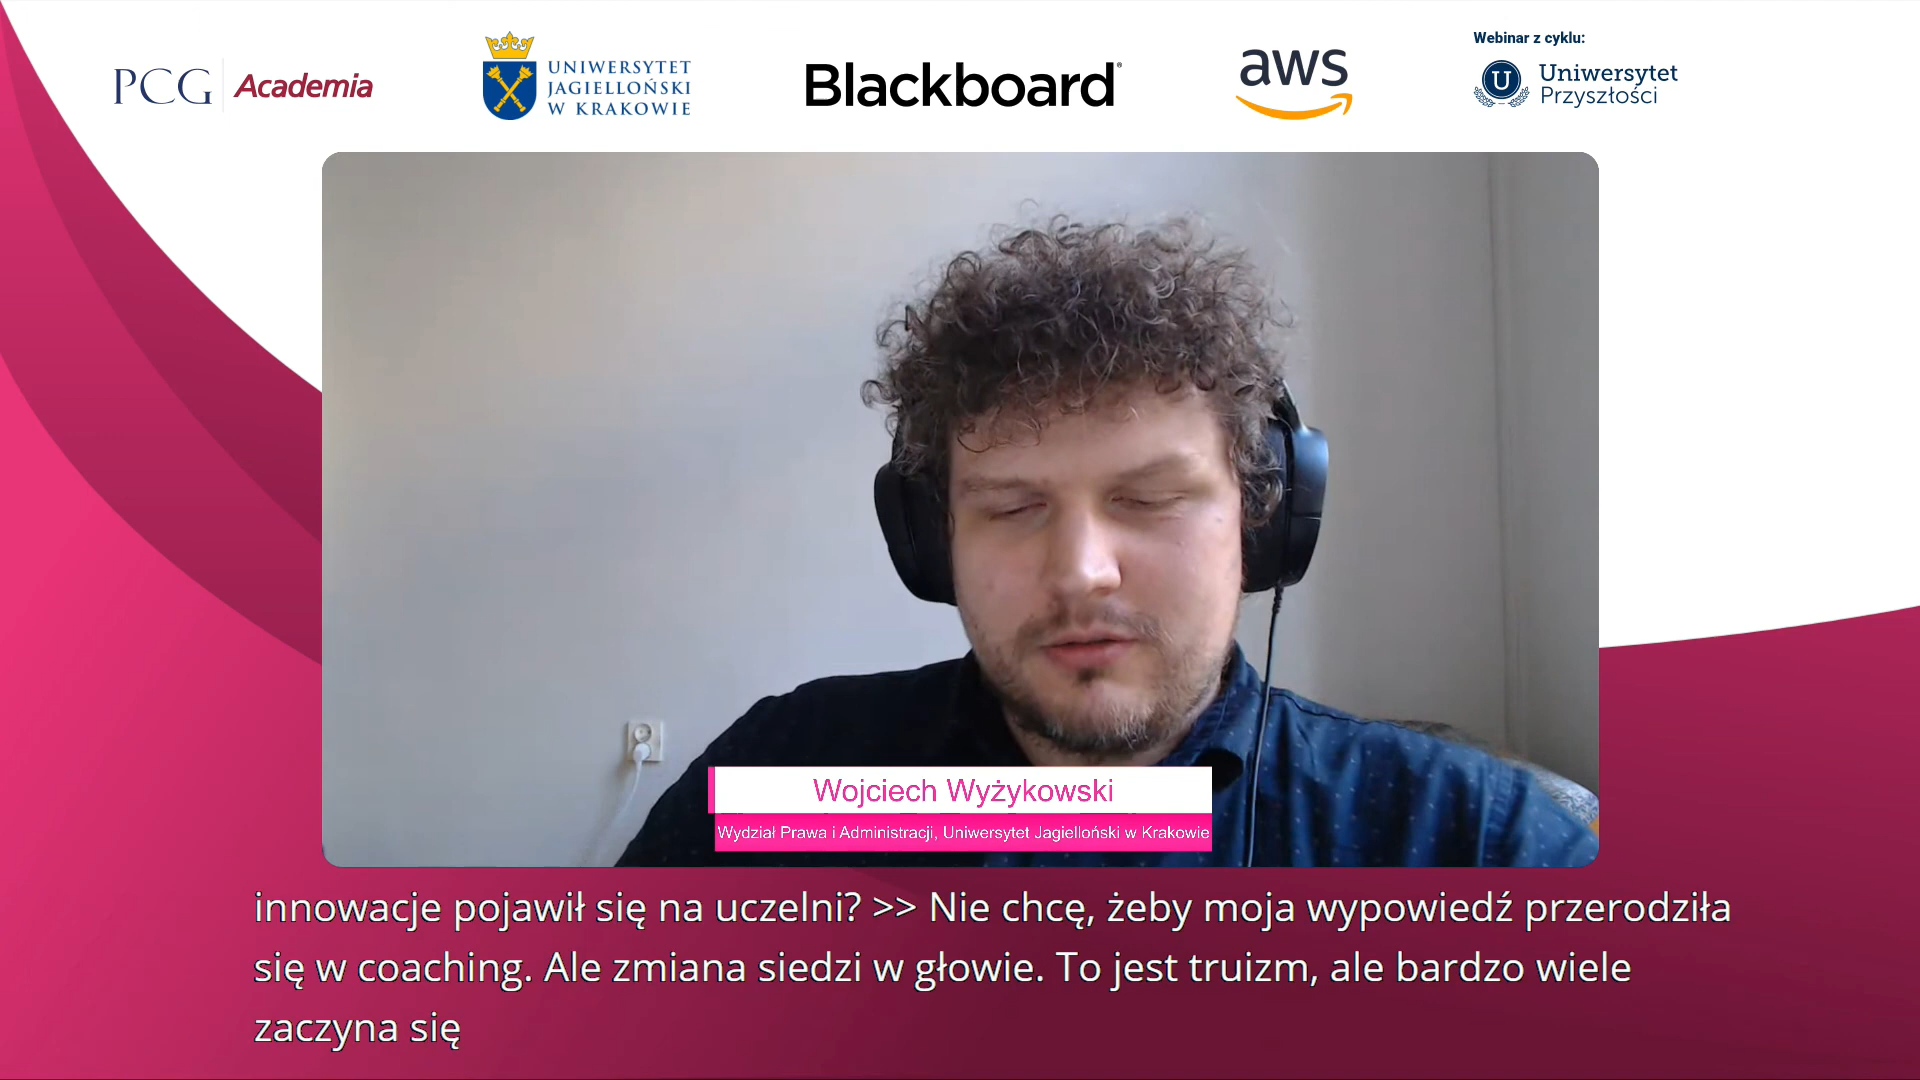 PCG Academia
UNIWERSYTET
JAGIELLOŃSKI
W KRAKOWIE
Blackboard
aws
Webinar z cyklu:
U
Uniwersytet
Przyszłości
Wojciech Wyżykowski
Wydział Prawa i Administracji, Uniwersytet Jagielloński w Krakowie
innowacje pojawił się na uczelni? >> Nie chcę, żeby moja wypowiedź przerodziła
się w coaching. Ale zmiana siedzi w głowie. To jest truizm, ale bardzo wiele
zaczyna się